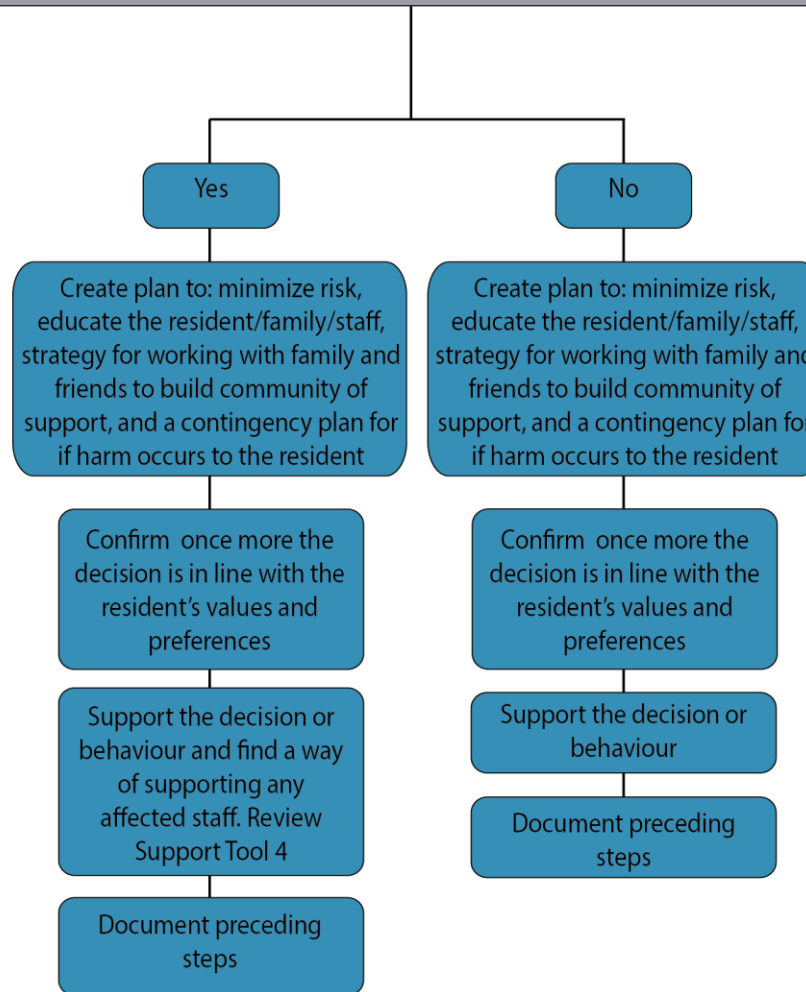 Yes
Create plan to: minimize risk,
educate the resident/family/staff,
strategy for working with family and
friends to build community of
support, and a contingency plan for
if harm occurs to the resident
Confirm once more the
decision is in line with the
resident's values and
preferences
Support the decision or
behaviour and find a way
of supporting any
affected staff. Review
Support Tool 4
Document preceding
steps
No
Create plan to: minimize risk,
educate the resident/family/staff,
strategy for working with family and
friends to build community of
support, and a contingency plan for
if harm occurs to the resident
Confirm once more the
decision is in line with the
resident's values and
preferences
Support the decision or
behaviour
Document preceding
steps